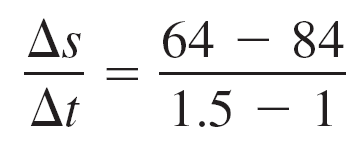 Δs/Δt = (64 − 84)/(1.5 − 1)